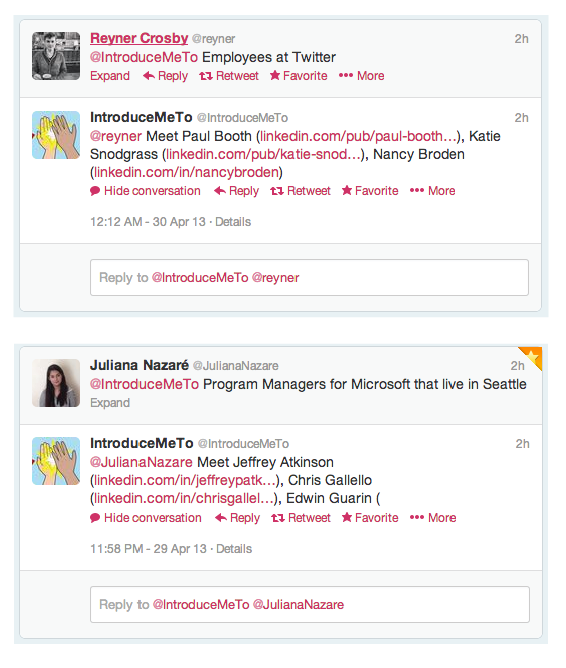 Reyner Crosby @reyner 2h
@IntroduceMeTo Employees at Twitter
Expand Reply Retweet Favorite More
IntroduceMeTo @IntroduceMeTo 2h
@reyner Meet Paul Booth (linkedin.com/pub/paul-booth…), Katie
Snodgrass (linkedin.com/pub/katie-snod…), Nancy Broden
(linkedin.com/in/nancybroden)
Hide conversation Reply Retweet Favorite More
12:12 AM - 30 Apr 13 · Details
Reply to @IntroduceMeTo @reyner
Juliana Nazaré @JulianaNazare 2h
@IntroduceMeTo Program Managers for Microsoft that live in Seattle
Expand
IntroduceMeTo @IntroduceMeTo 2h
@JulianaNazare Meet Jeffrey Atkinson
(linkedin.com/in/jeffreypatk…), Chris Gallello
(linkedin.com/in/chrisgallel…), Edwin Guarin (
Hide conversation Reply Retweet Favorite More
11:58 PM - 29 Apr 13 · Details
Reply to @IntroduceMeTo @JulianaNazare